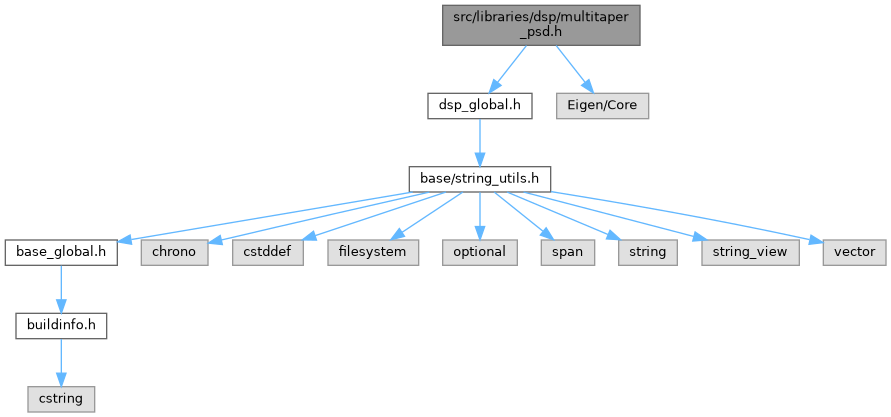 src/libraries/dsp/multitaper
_psd.h
dsp_global.h
Eigen/Core
base/string_utils.h
base_global.h
chrono
cstddef
filesystem
optional
span
string
string_view
vector
buildinfo.h
cstring